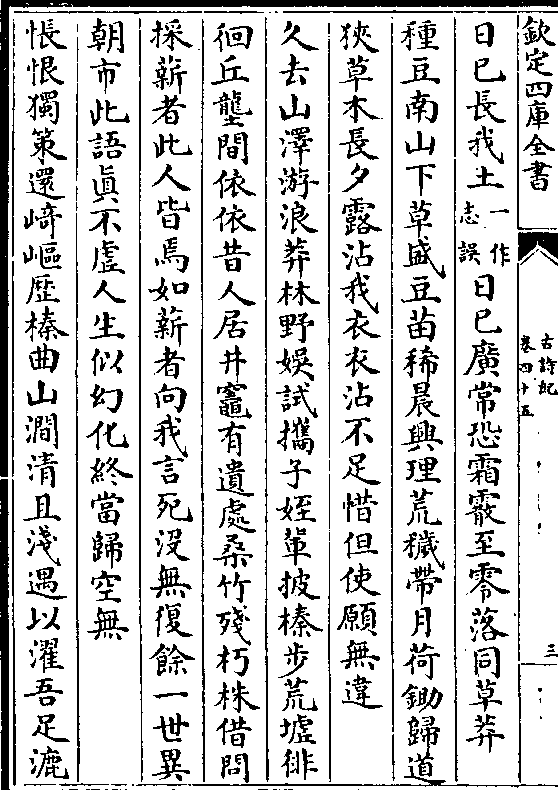 欽定四庫全書
古詩紀
卷四十五
三
日已長我土一作志誤日已廣常恐霜霰至零落同草莽
種豆南山下草盛豆苗稀晨興理荒穢帶月荷鋤歸道
狹草木長夕露沾我衣衣沾不足惜但使願無違
久去山澤游浪莽林野娛試攜子姪軰披榛步荒墟徘
徊丘壟間依依昔人居井竈有遺處桑竹殘朽株借問
採薪者此人皆焉如薪者向我言死沒無復餘一世異
朝市此語眞不虛人生似幻化終當歸空無
悵恨獨策還崎嶇歴榛曲山澗清且淺遇以濯吾足漉